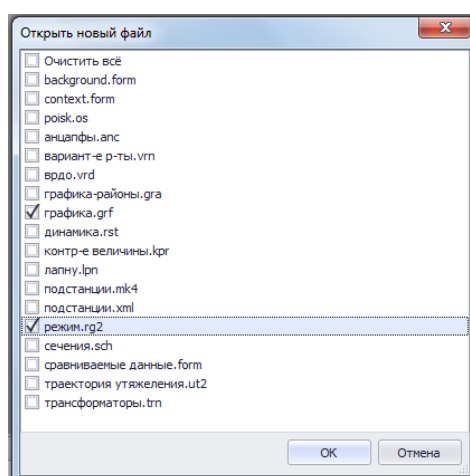 Открыть новый файл
Очистить всё
background.form
context.form
poisk.os
анцапфы.anc
вариант-е р-ты.vrn
врдо.vrd
графика-районы.gra
графика.grf
динамика.rst
контр-е величины.kpr
лапну.lpn
подстанции.mk4
подстанции.xml
режим.rg2
сечения.sch
сравниваемые данные.form
траектория утяжеления.ut2
трансформаторы.trn
OK Отмена